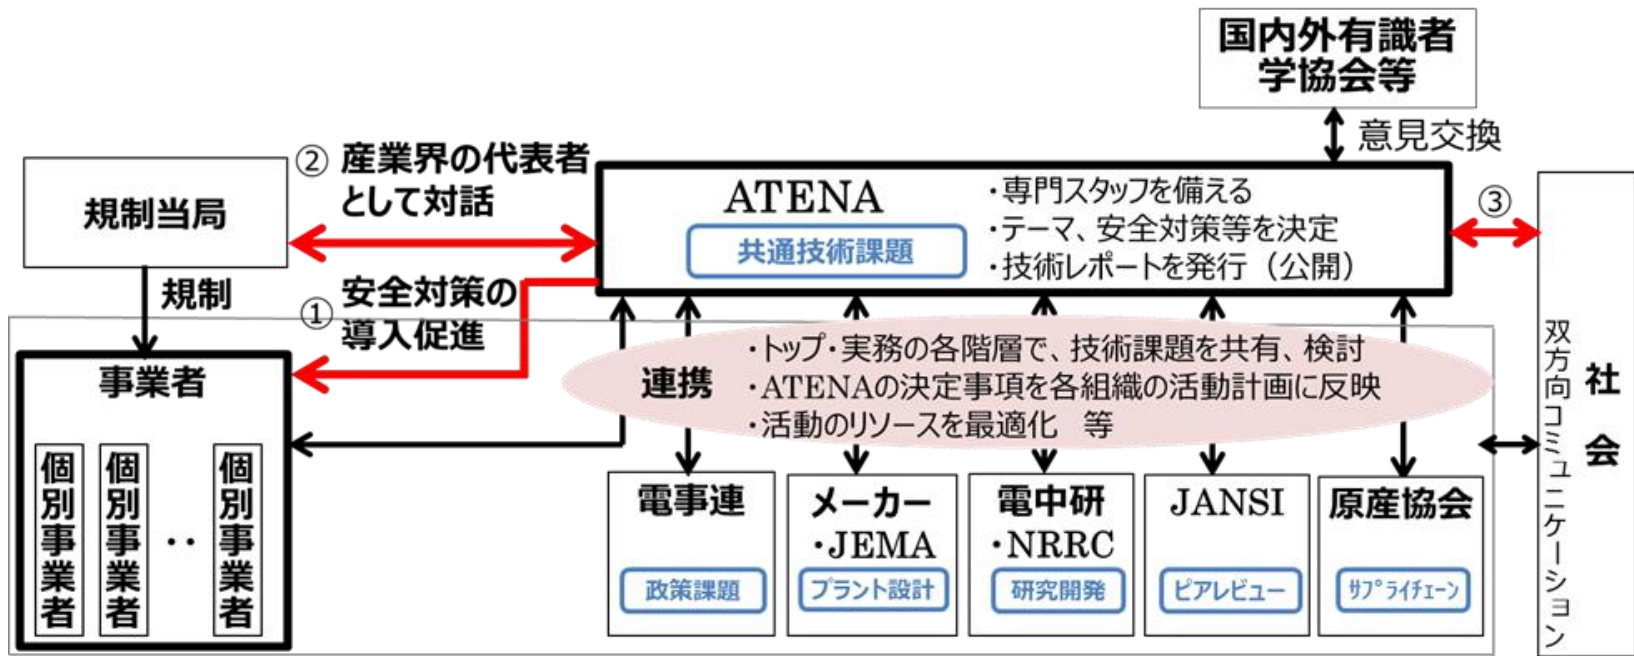 国内外有識者
学協会等
意見交換
② 産業界の代表者
として対話
規制当局
ATENA
共通技術課題
・専門スタッフを備える
・テーマ、安全対策等を決定
・技術レポートを発行（公開）
③
規制
① 安全対策の
導入促進
事業者
個別事業者
個別事業者
‥
個別事業者
連携
・トップ・実務の各階層で、技術課題を共有、検討
・ATENAの決定事項を各組織の活動計画に反映
・活動のリソースを最適化　等
電事連
政策課題
メーカー
・JEMA
プラント設計
電中研
・NRRC
研究開発
JANSI
ピアレビュー
原産協会
ｻﾌﾟﾗｲﾁｪｰﾝ
社会
双方向コミュニケーション